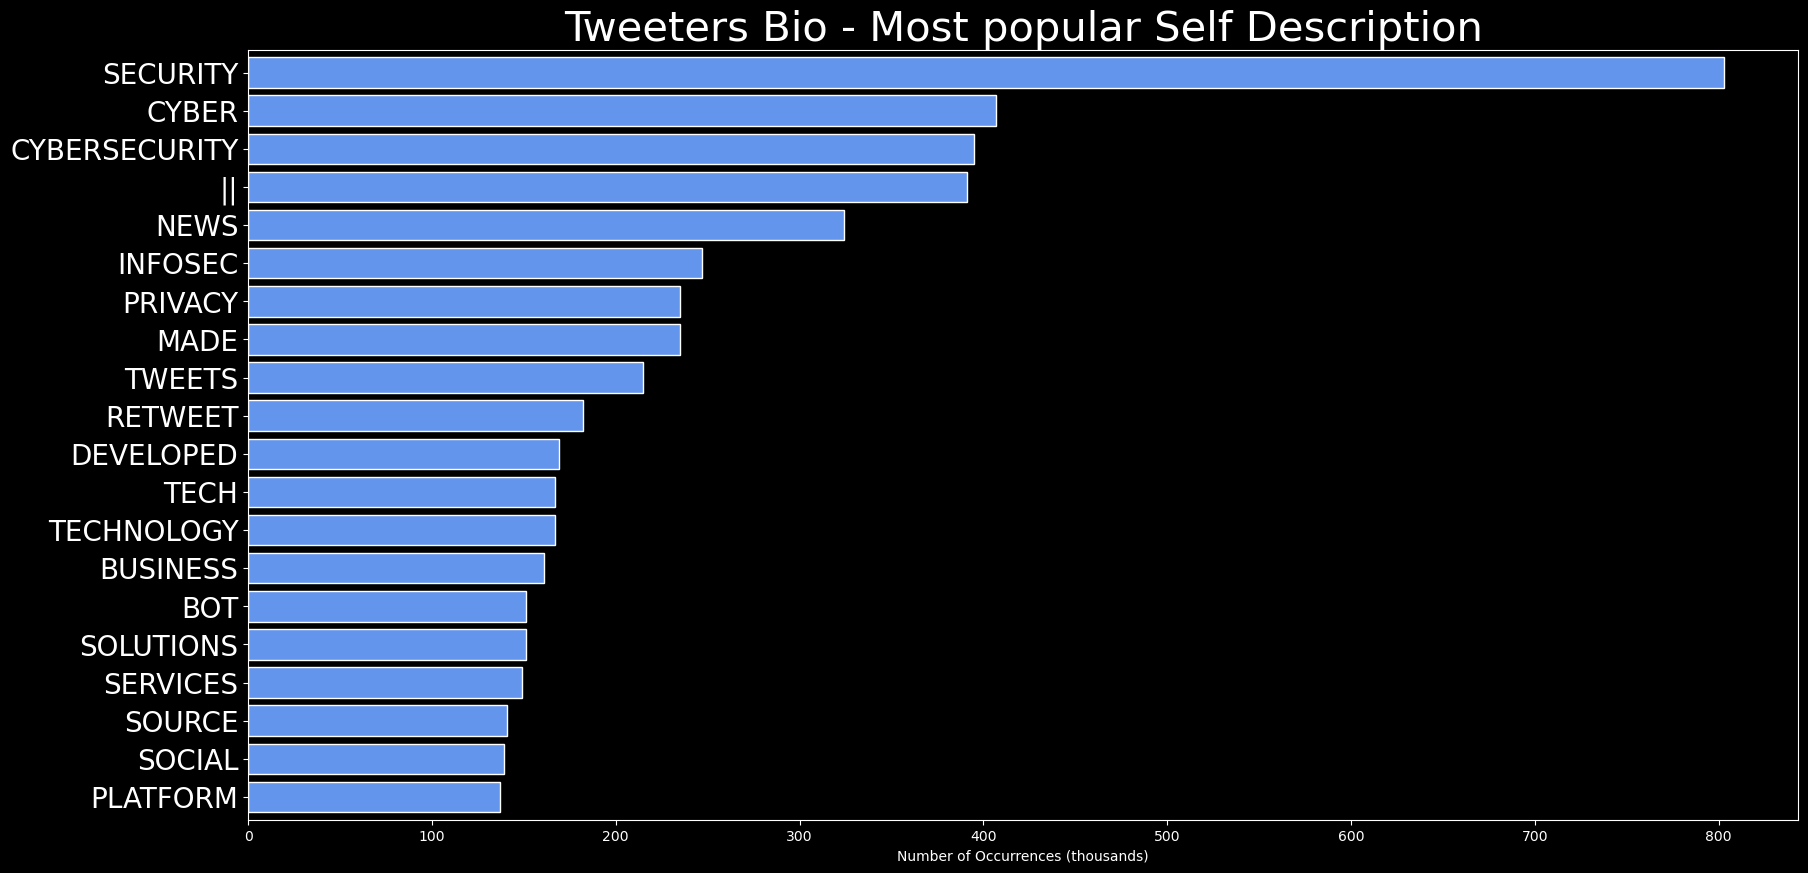 Tweeters Bio - Most popular Self Description
SECURITY
CYBER
CYBERSECURITY
||
NEWS
INFOSEC
PRIVACY
MADE
TWEETS
RETWEET
DEVELOPED
TECH
TECHNOLOGY
BUSINESS
BOT
SOLUTIONS
SERVICES
SOURCE
SOCIAL
PLATFORM
0 100 200 300 400 500 600 700 800
Number of Occurrences (thousands)